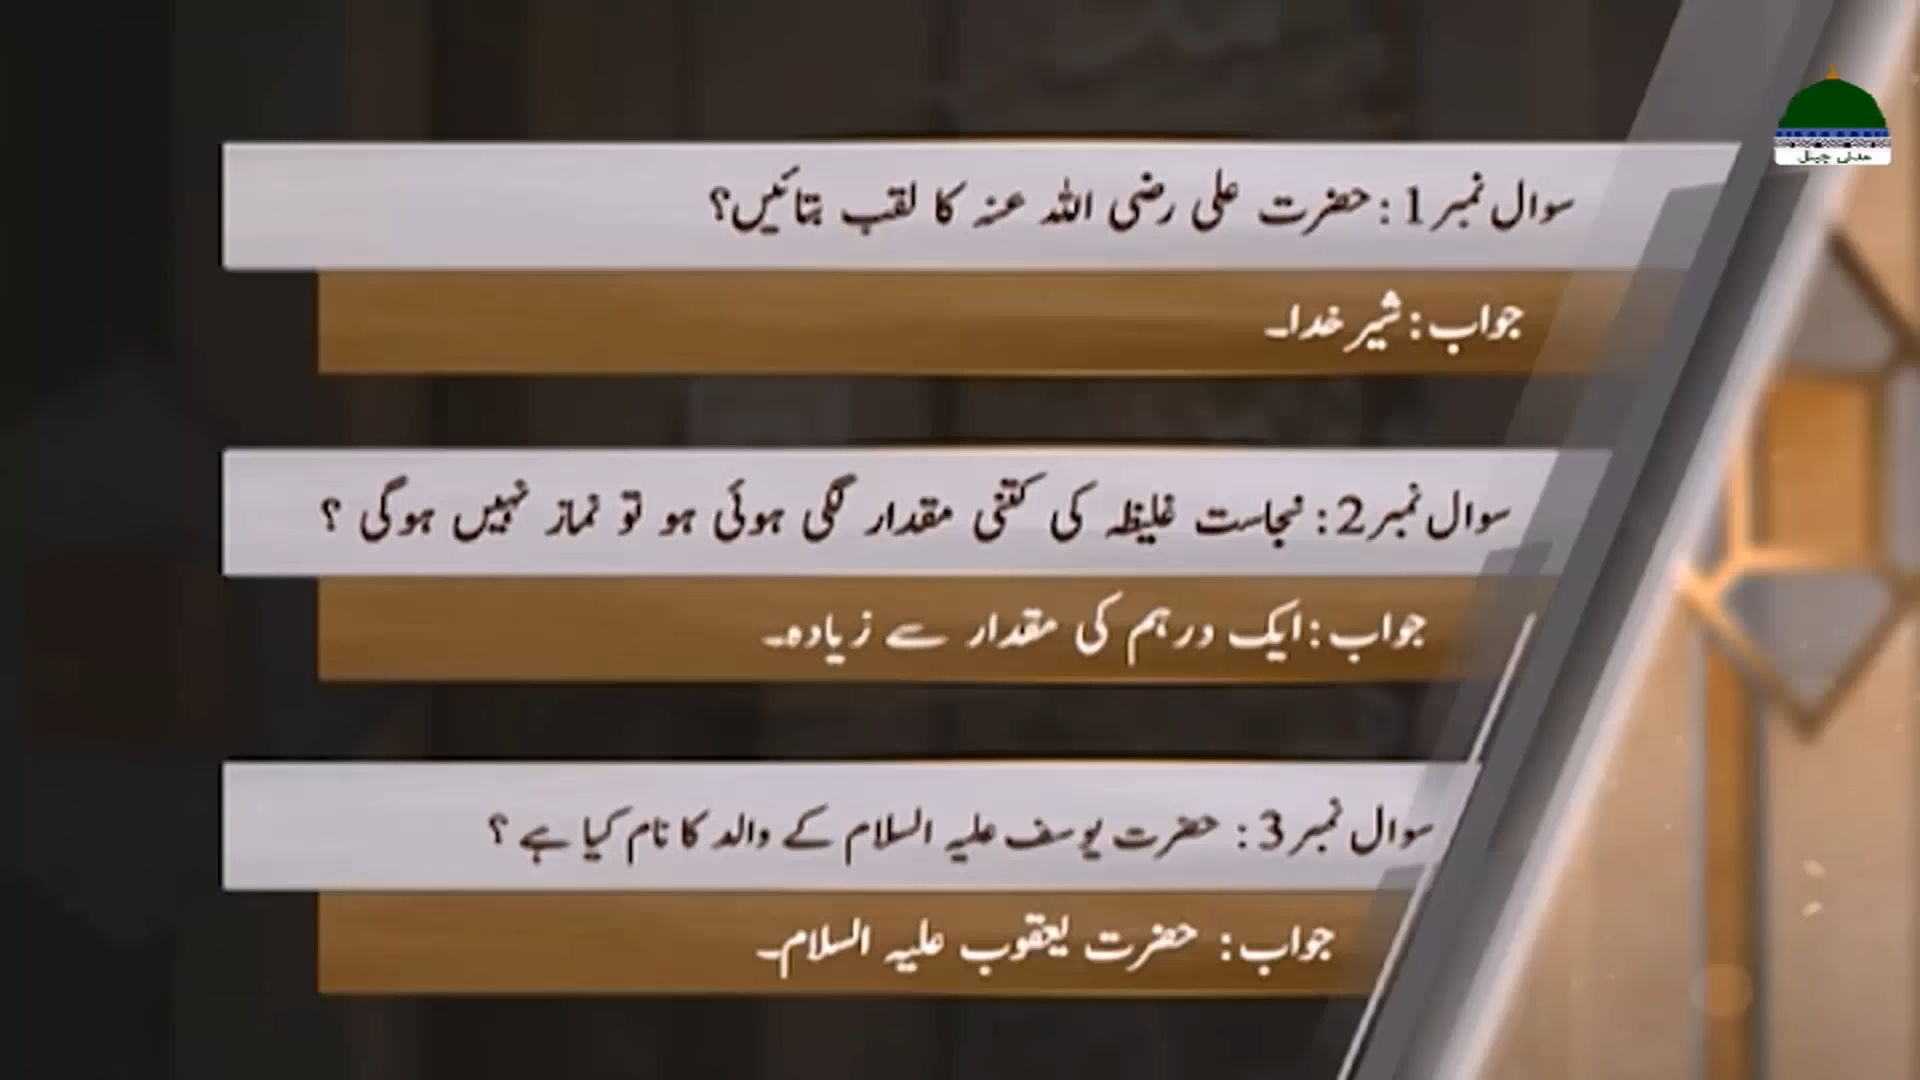 مدنی چینل
سوال نمبر 1 : حضرت علی رضی اللہ عنہ کا لقب بتائیں؟
جواب : شیر خدا۔
سوال نمبر 2 : نجاست غلیظہ کی کتنی مقدار لگی ہوئی ہو تو نماز نہیں ہوگی ؟
جواب : ایک درہم کی مقدار سے زیادہ۔
سوال نمبر 3 : حضرت یوسف علیہ السلام کے والد کا نام کیا ہے ؟
جواب : حضرت یعقوب علیہ السلام۔